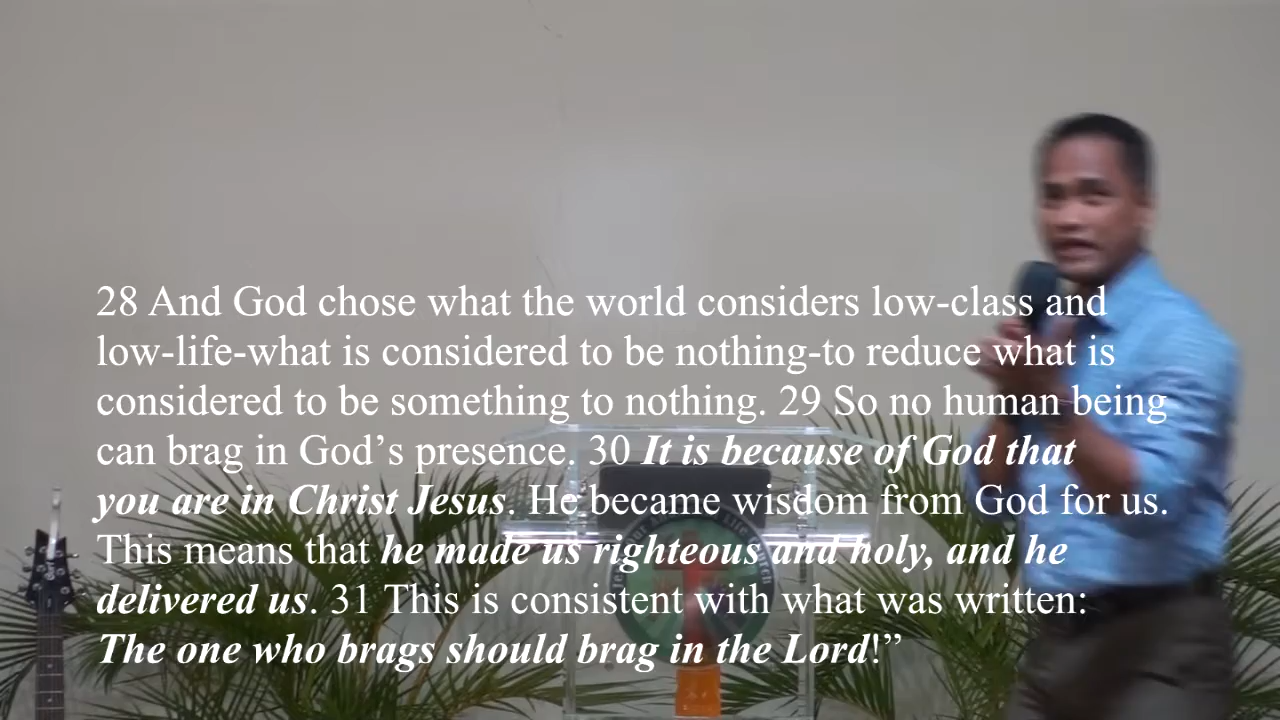 28 And God chose what the world considers low-class and
low-life-what is considered to be nothing-to reduce what is
considered to be something to nothing. 29 So no human being
can brag in God’s presence. 30 It is because of God that
you are in Christ Jesus. He became wisdom from God for us.
This means that he made us righteous and holy, and he
delivered us. 31 This is consistent with what was written:
The one who brags should brag in the Lord!”